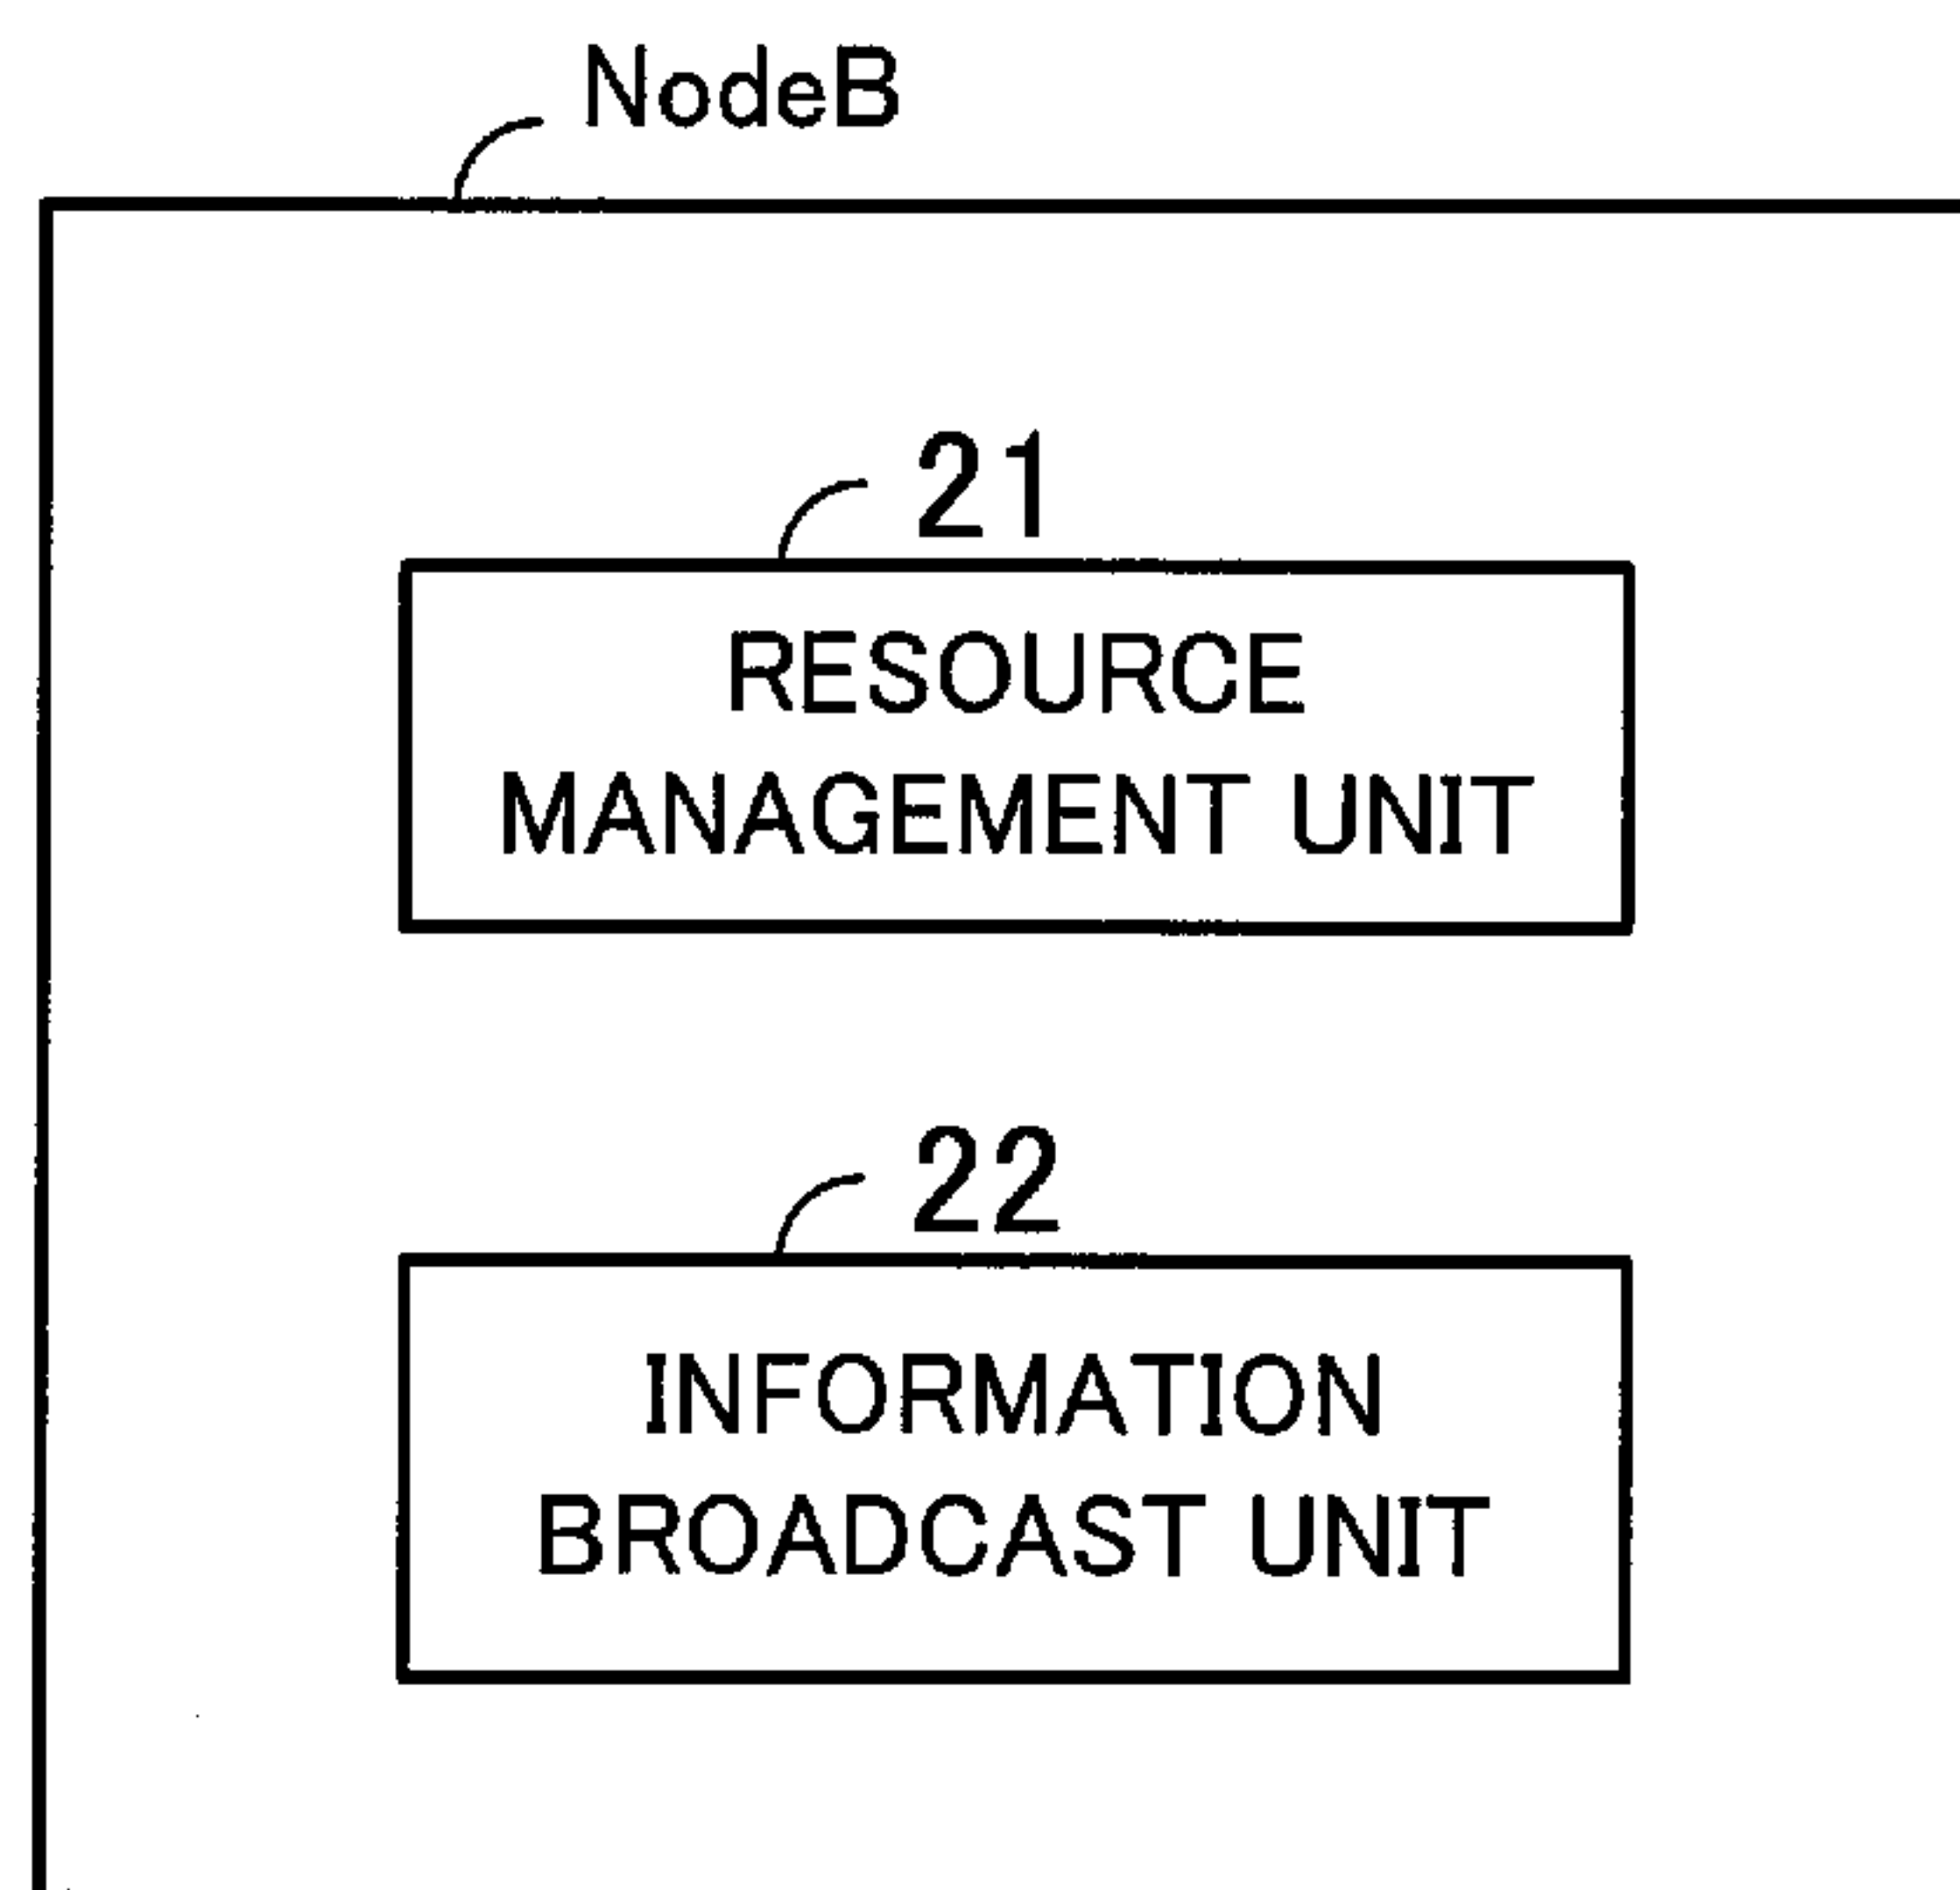 NodeB
21
RESOURCE
MANAGEMENT UNIT
22
INFORMATION
BROADCAST UNIT